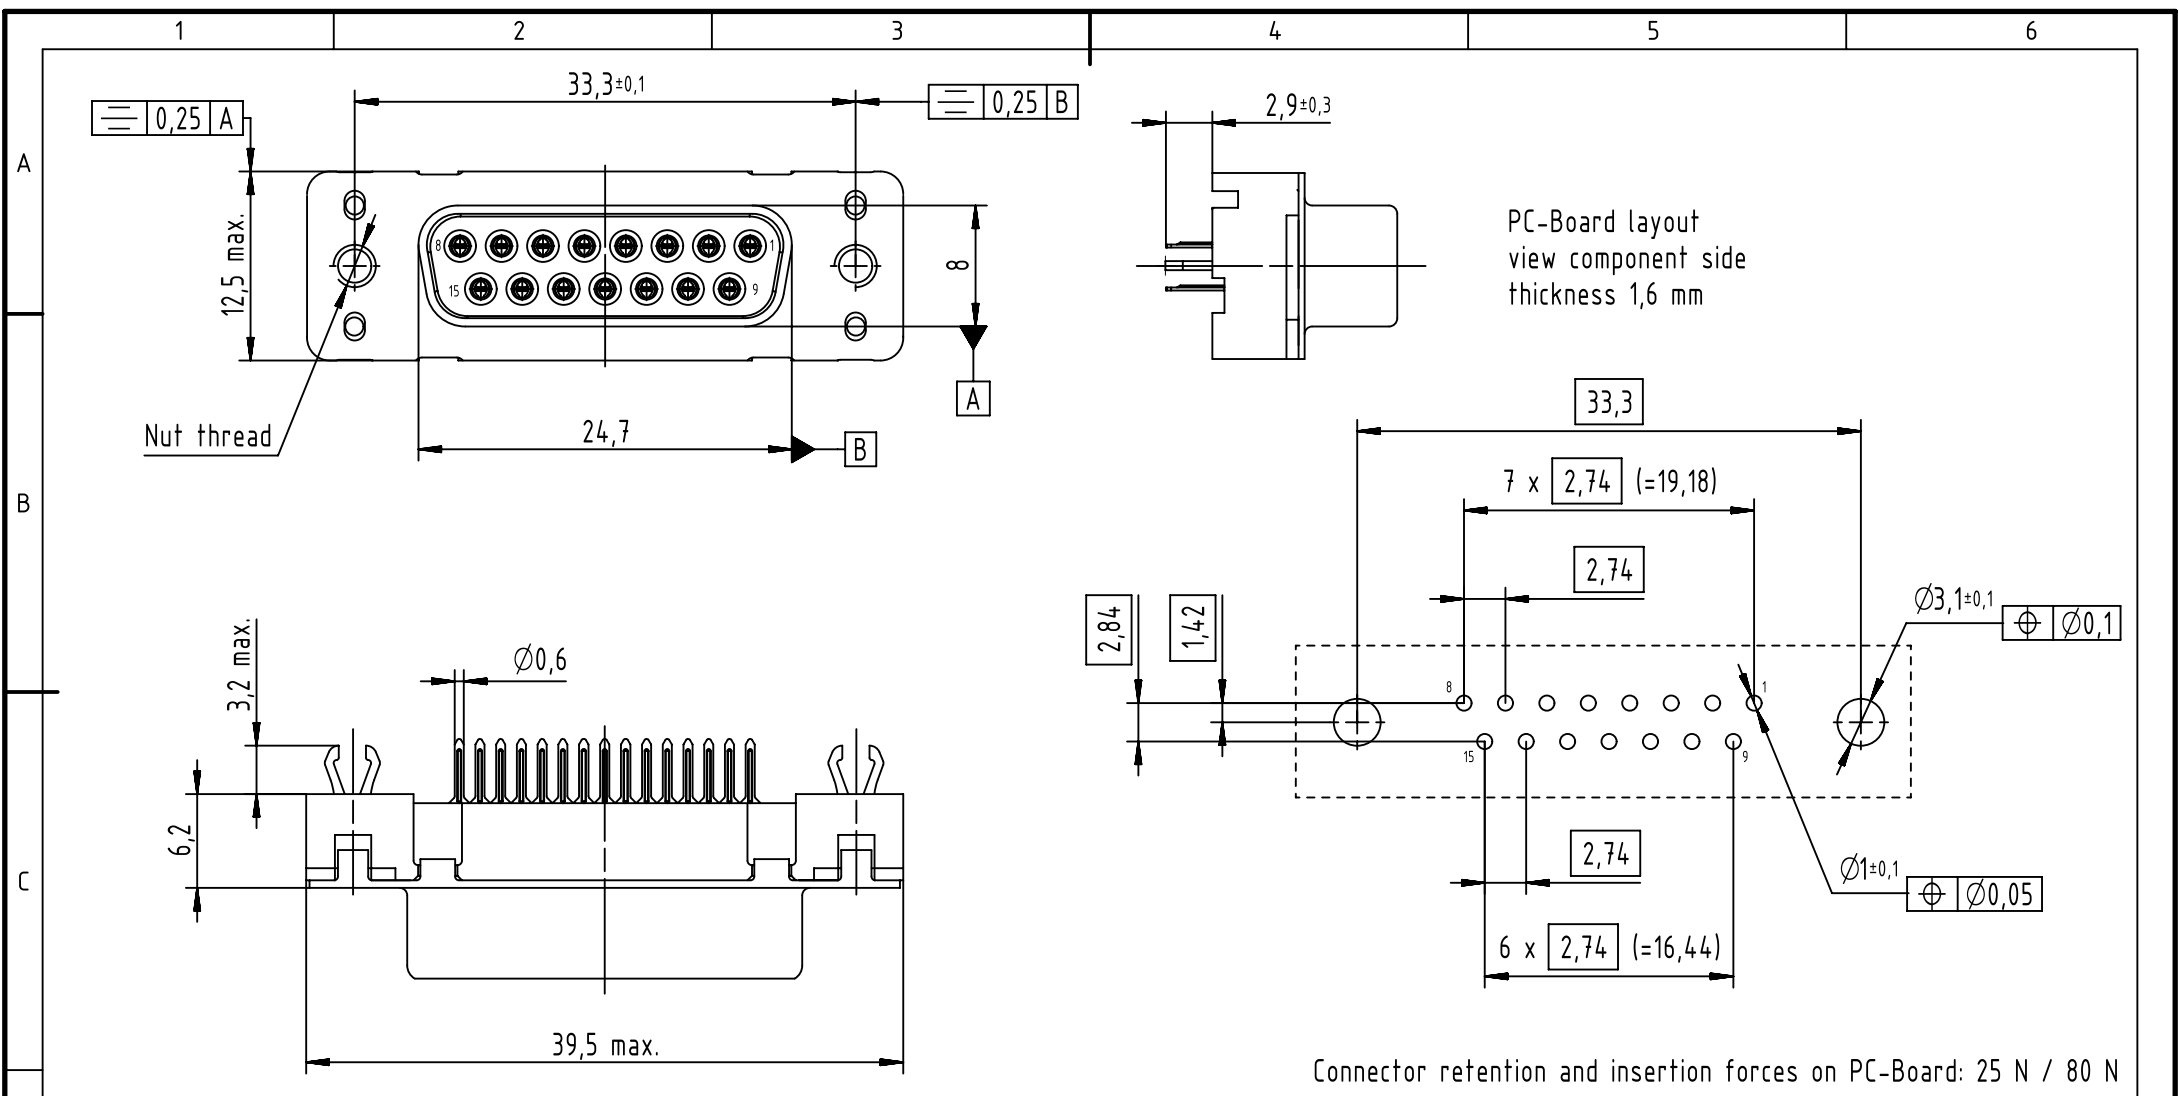 1 2 3 4 5 6
A
B
C
33,3±0,1
0,25 A
0,25 B
12,5 max.
8 1
15 9
8
A
Nut thread
24,7
B
2,9±0,3
PC-Board layout
view component side
thickness 1,6 mm
33,3
7 x 2,74 (=19,18)
2,74
2,84
1,42
Ø3,1±0,1
⌖ Ø0,1
8 1
15 9
2,74
Ø1±0,1
⌖ Ø0,05
6 x 2,74 (=16,44)
3,2 max.
Ø0,6
6,2
39,5 max.
Connector retention and insertion forces on PC-Board: 25 N / 80 N